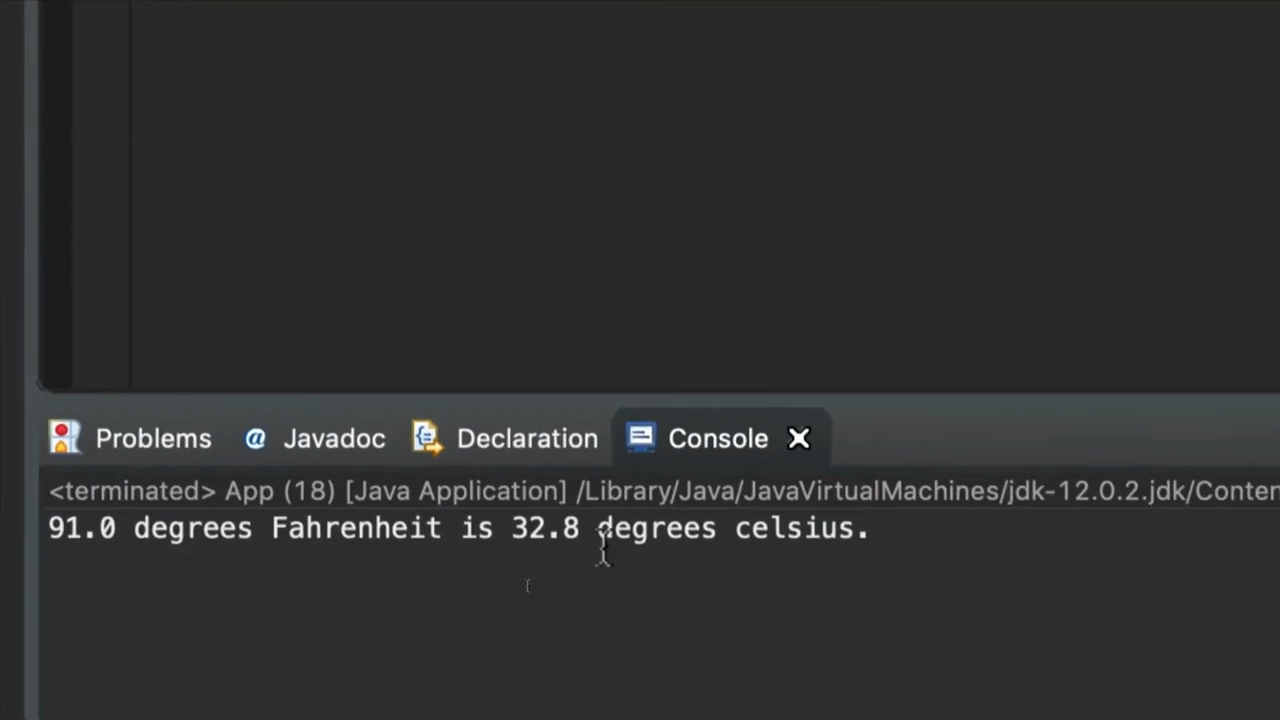 Problems @ Javadoc Declaration Console
<terminated> App (18) [Java Application] /Library/Java/JavaVirtualMachines/jdk-12.0.2.jdk/Conten
91.0 degrees Fahrenheit is 32.8 degrees celsius.